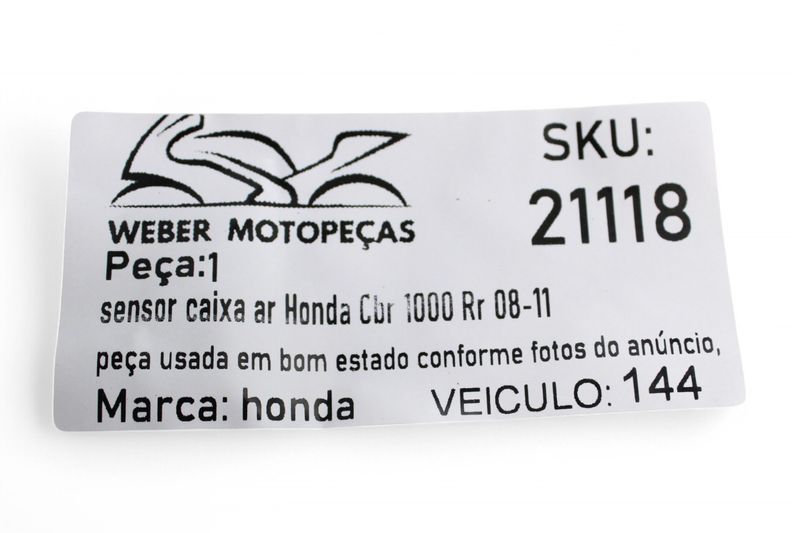 WEBER MOTOPEÇAS
SKU:
21118
Peça:1
sensor caixa ar Honda Cbr 1000 Rr 08-11
peça usada em bom estado conforme fotos do anúncio,
Marca: honda
VEICULO: 144